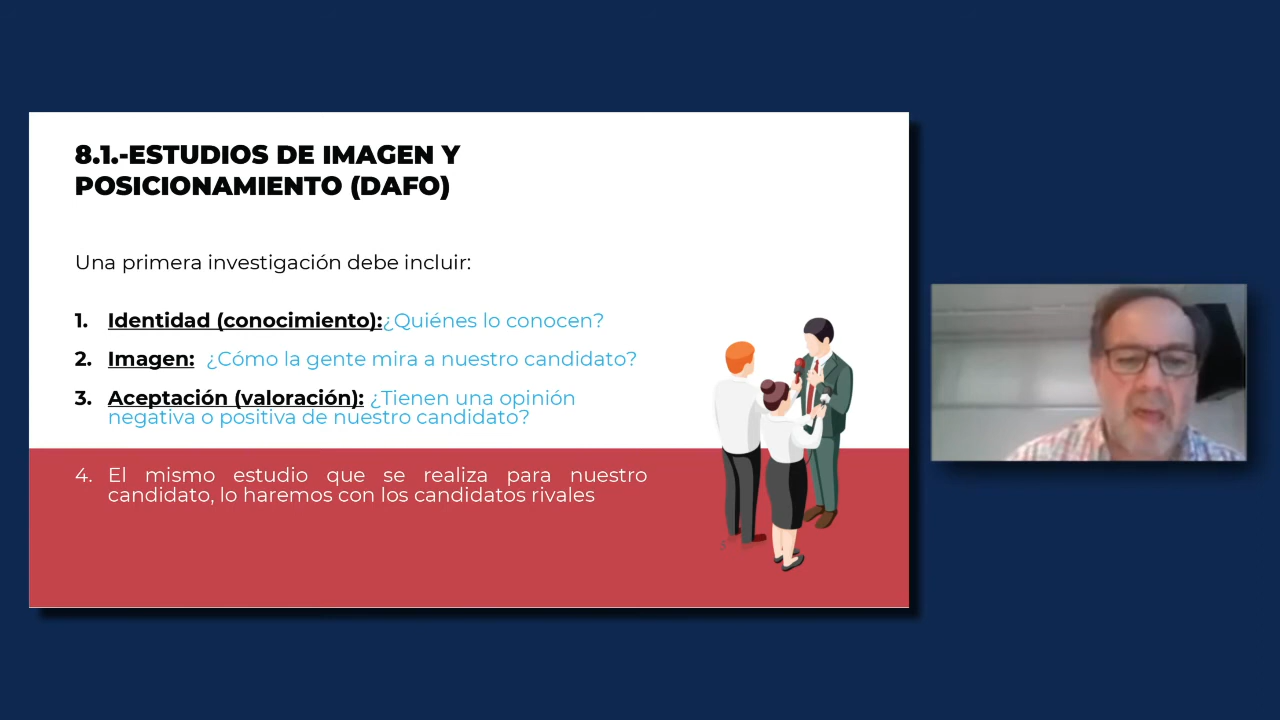 8.1.-ESTUDIOS DE IMAGEN Y
POSICIONAMIENTO (DAFO)
Una primera investigación debe incluir:
1. Identidad (conocimiento):¿Quiénes lo conocen?
2. Imagen: ¿Cómo la gente mira a nuestro candidato?
3. Aceptación (valoración): ¿Tienen una opinión
negativa o positiva de nuestro candidato?
4. El mismo estudio que se realiza para nuestro
candidato, lo haremos con los candidatos rivales
5